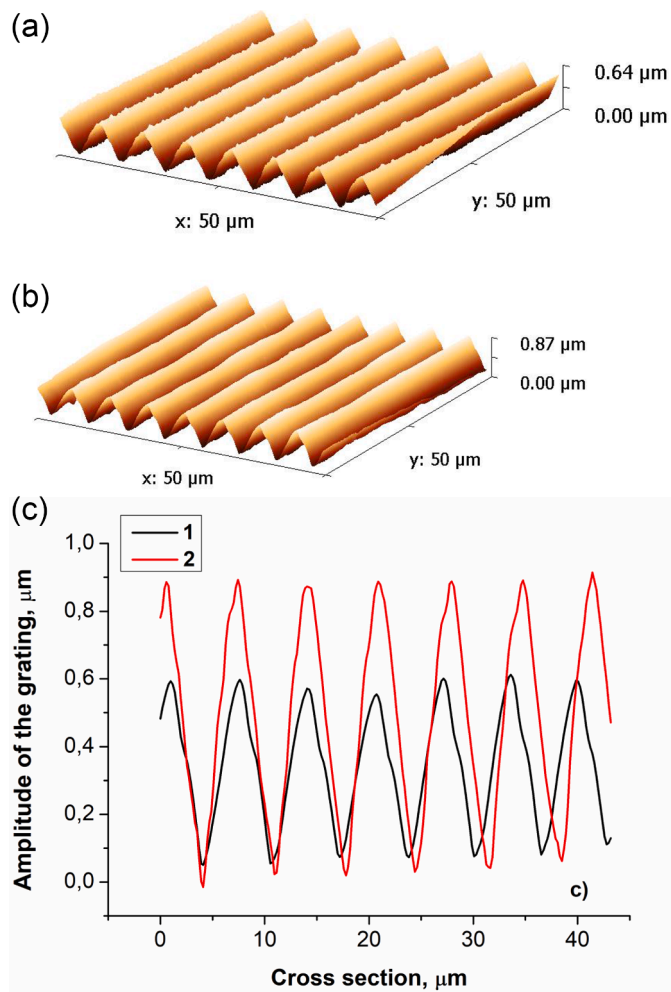 (a)
0.64 µm
0.00 µm
x: 50 µm
y: 50 µm
(b)
0.87 µm
0.00 µm
x: 50 µm
y: 50 µm
(c)
1
2
1,0
0,8
0,6
0,4
0,2
0,0
Amplitude of the grating, µm
c)
0 10 20 30 40
Cross section, µm